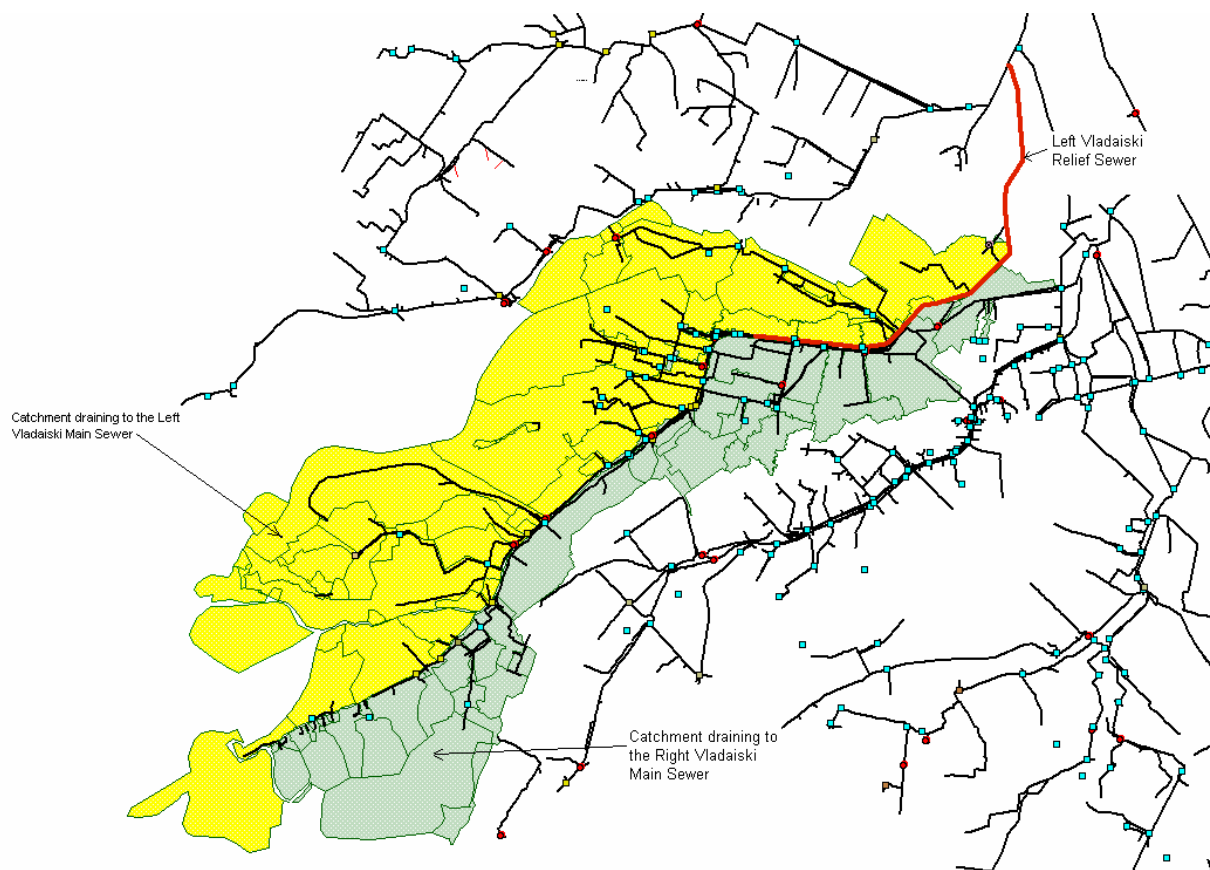 Left Vladaiski
Relief Sewer
Catchment draining to the Left
Vladaiski Main Sewer
Catchment draining to
the Right Vladaiski
Main Sewer